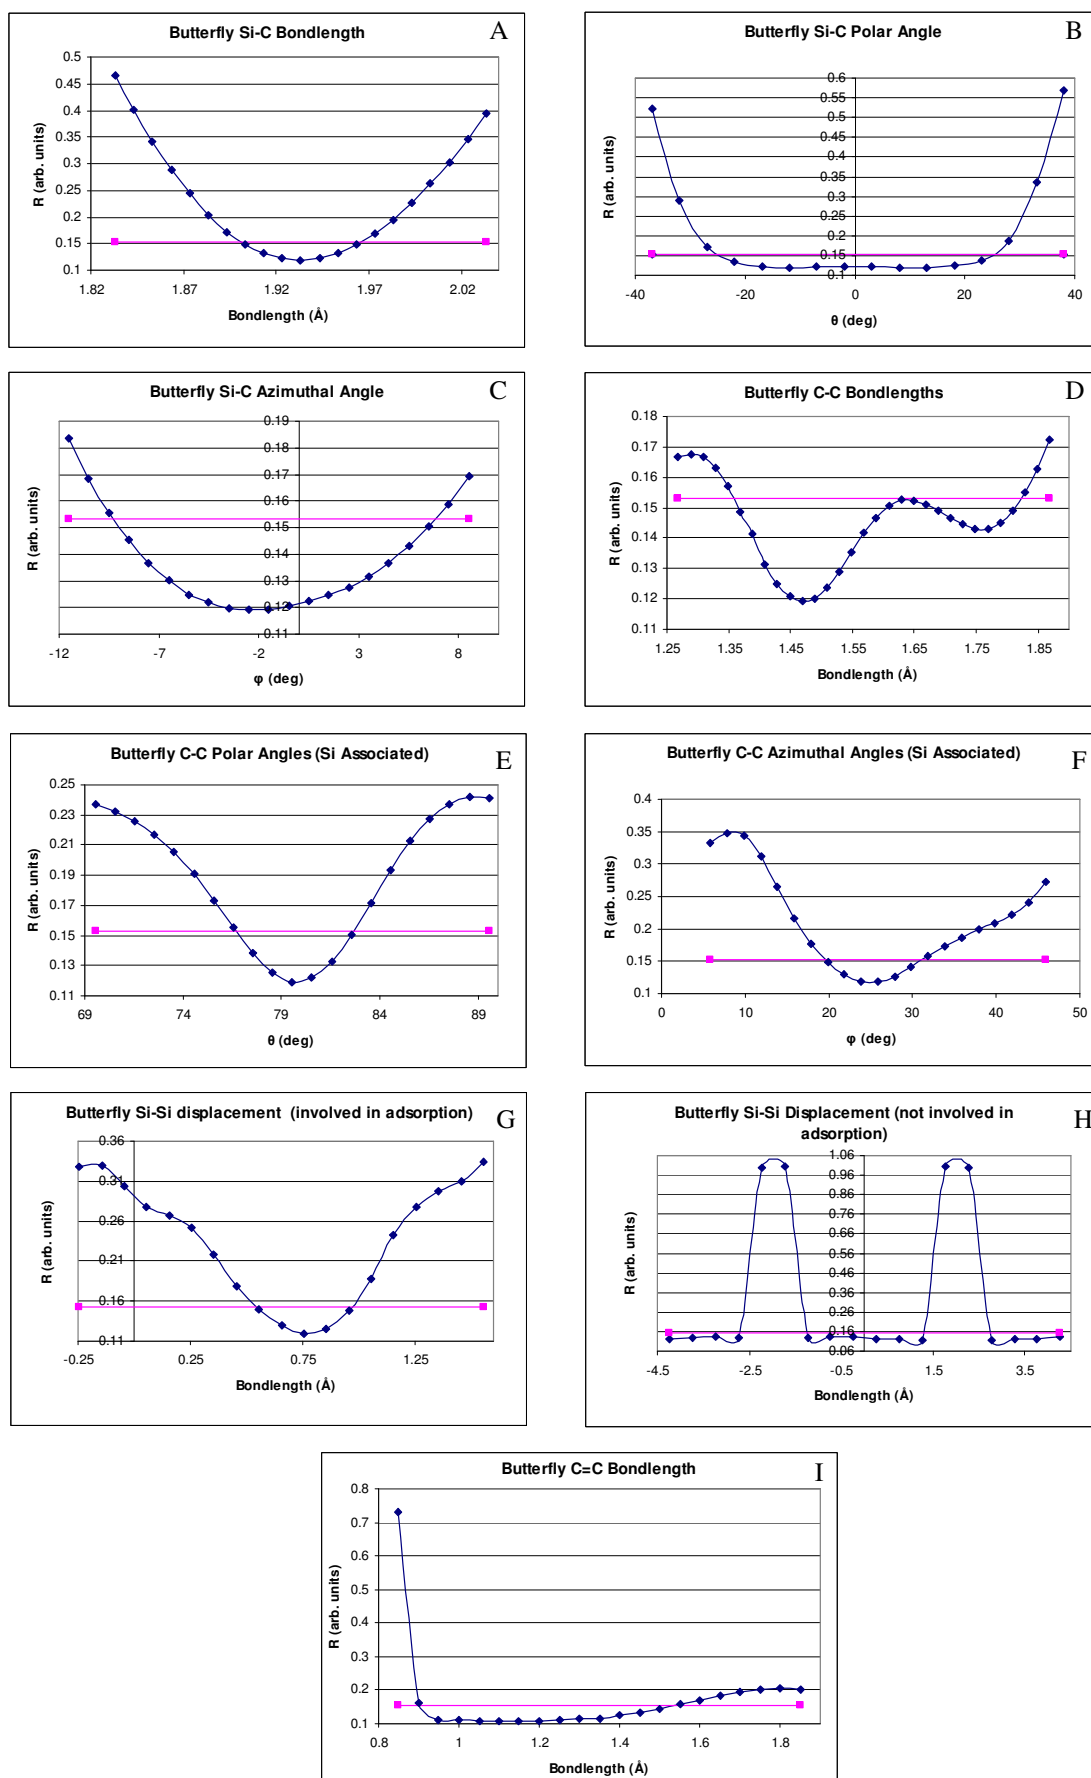 Butterfly Si-C Bondlength
A
R (arb. units)
0.5
0.45
0.4
0.35
0.3
0.25
0.2
0.15
0.1
1.82 1.87 1.92 1.97 2.02
Bondlength (Å)
Butterfly Si-C Polar Angle
B
R (arb. units)
0.6
0.55
0.5
0.45
0.4
0.35
0.3
0.25
0.2
0.15
0.1
-40 -20 0 20 40
θ (deg)
Butterfly Si-C Azimuthal Angle
C
R (arb. units)
0.19
0.18
0.17
0.16
0.15
0.14
0.13
0.12
0.11
-12 -7 -2 3 8
φ (deg)
Butterfly C-C Bondlengths
D
R (arb. units)
0.18
0.17
0.16
0.15
0.14
0.13
0.12
0.11
1.25 1.35 1.45 1.55 1.65 1.75 1.85
Bondlength (Å)
Butterfly C-C Polar Angles (Si Associated)
E
R (arb. units)
0.25
0.23
0.21
0.19
0.17
0.15
0.13
0.11
69 74 79 84 89
θ (deg)
Butterfly C-C Azimuthal Angles (Si Associated)
F
R (arb. units)
0.4
0.35
0.3
0.25
0.2
0.15
0.1
0 10 20 30 40 50
φ (deg)
Butterfly Si-Si displacement (involved in adsorption)
G
R (arb. units)
0.36
0.31
0.26
0.21
0.16
0.11
-0.25 0.25 0.75 1.25
Bondlength (Å)
Butterfly Si-Si Displacement (not involved in
adsorption)
H
R (arb. units)
1.06
0.96
0.86
0.76
0.66
0.56
0.46
0.36
0.26
0.16
0.06
-4.5 -2.5 -0.5 1.5 3.5
Bondlength (Å)
Butterfly C=C Bondlength
I
R (arb. units)
0.8
0.7
0.6
0.5
0.4
0.3
0.2
0.1
0.8 1 1.2 1.4 1.6 1.8
Bondlength (Å)